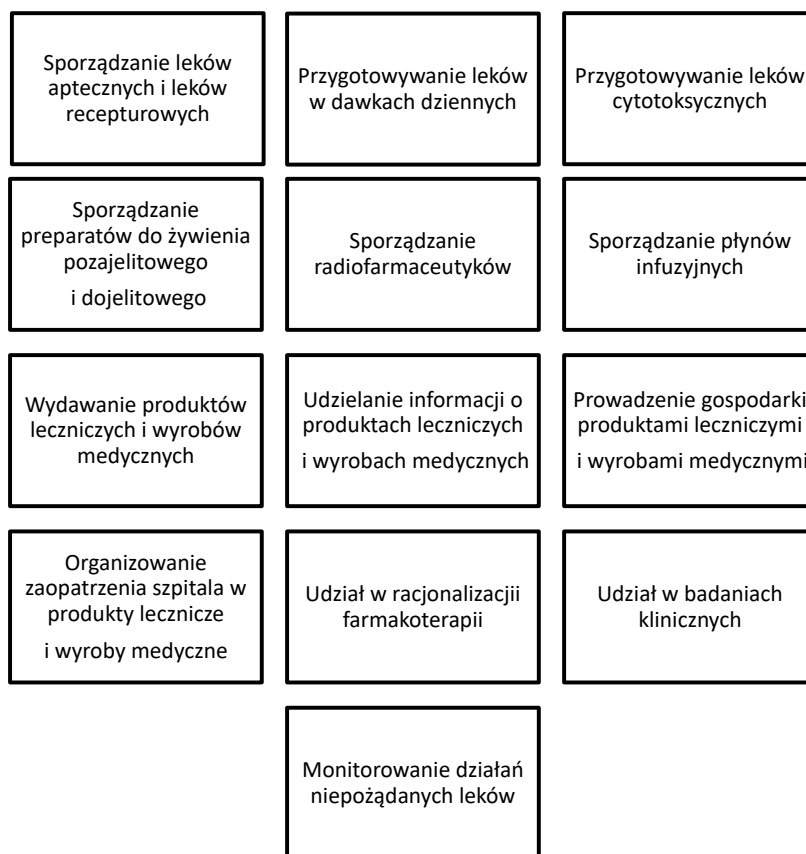 Sporządzanie leków
aptecznych i leków
recepturowych
Przygotowywanie leków
w dawkach dziennych
Przygotowywanie leków
cytotoksycznych
Sporządzanie
preparatów do żywienia
pozajelitowego
i dojelitowego
Sporządzanie
radiofarmaceutyków
Sporządzanie płynów
infuzyjnych
Wydawanie produktów
leczniczych i wyrobów
medycznych
Udzielanie informacji o
produktach leczniczych
i wyrobach medycznych
Prowadzenie gospodarki
produktami leczniczymi
i wyrobami medycznymi
Organizowanie
zaopatrzenia szpitala w
produkty lecznicze
i wyroby medyczne
Udział w racjonalizacjii
farmakoterapii
Udział w badaniach
klinicznych
Monitorowanie działań
niepożądanych leków